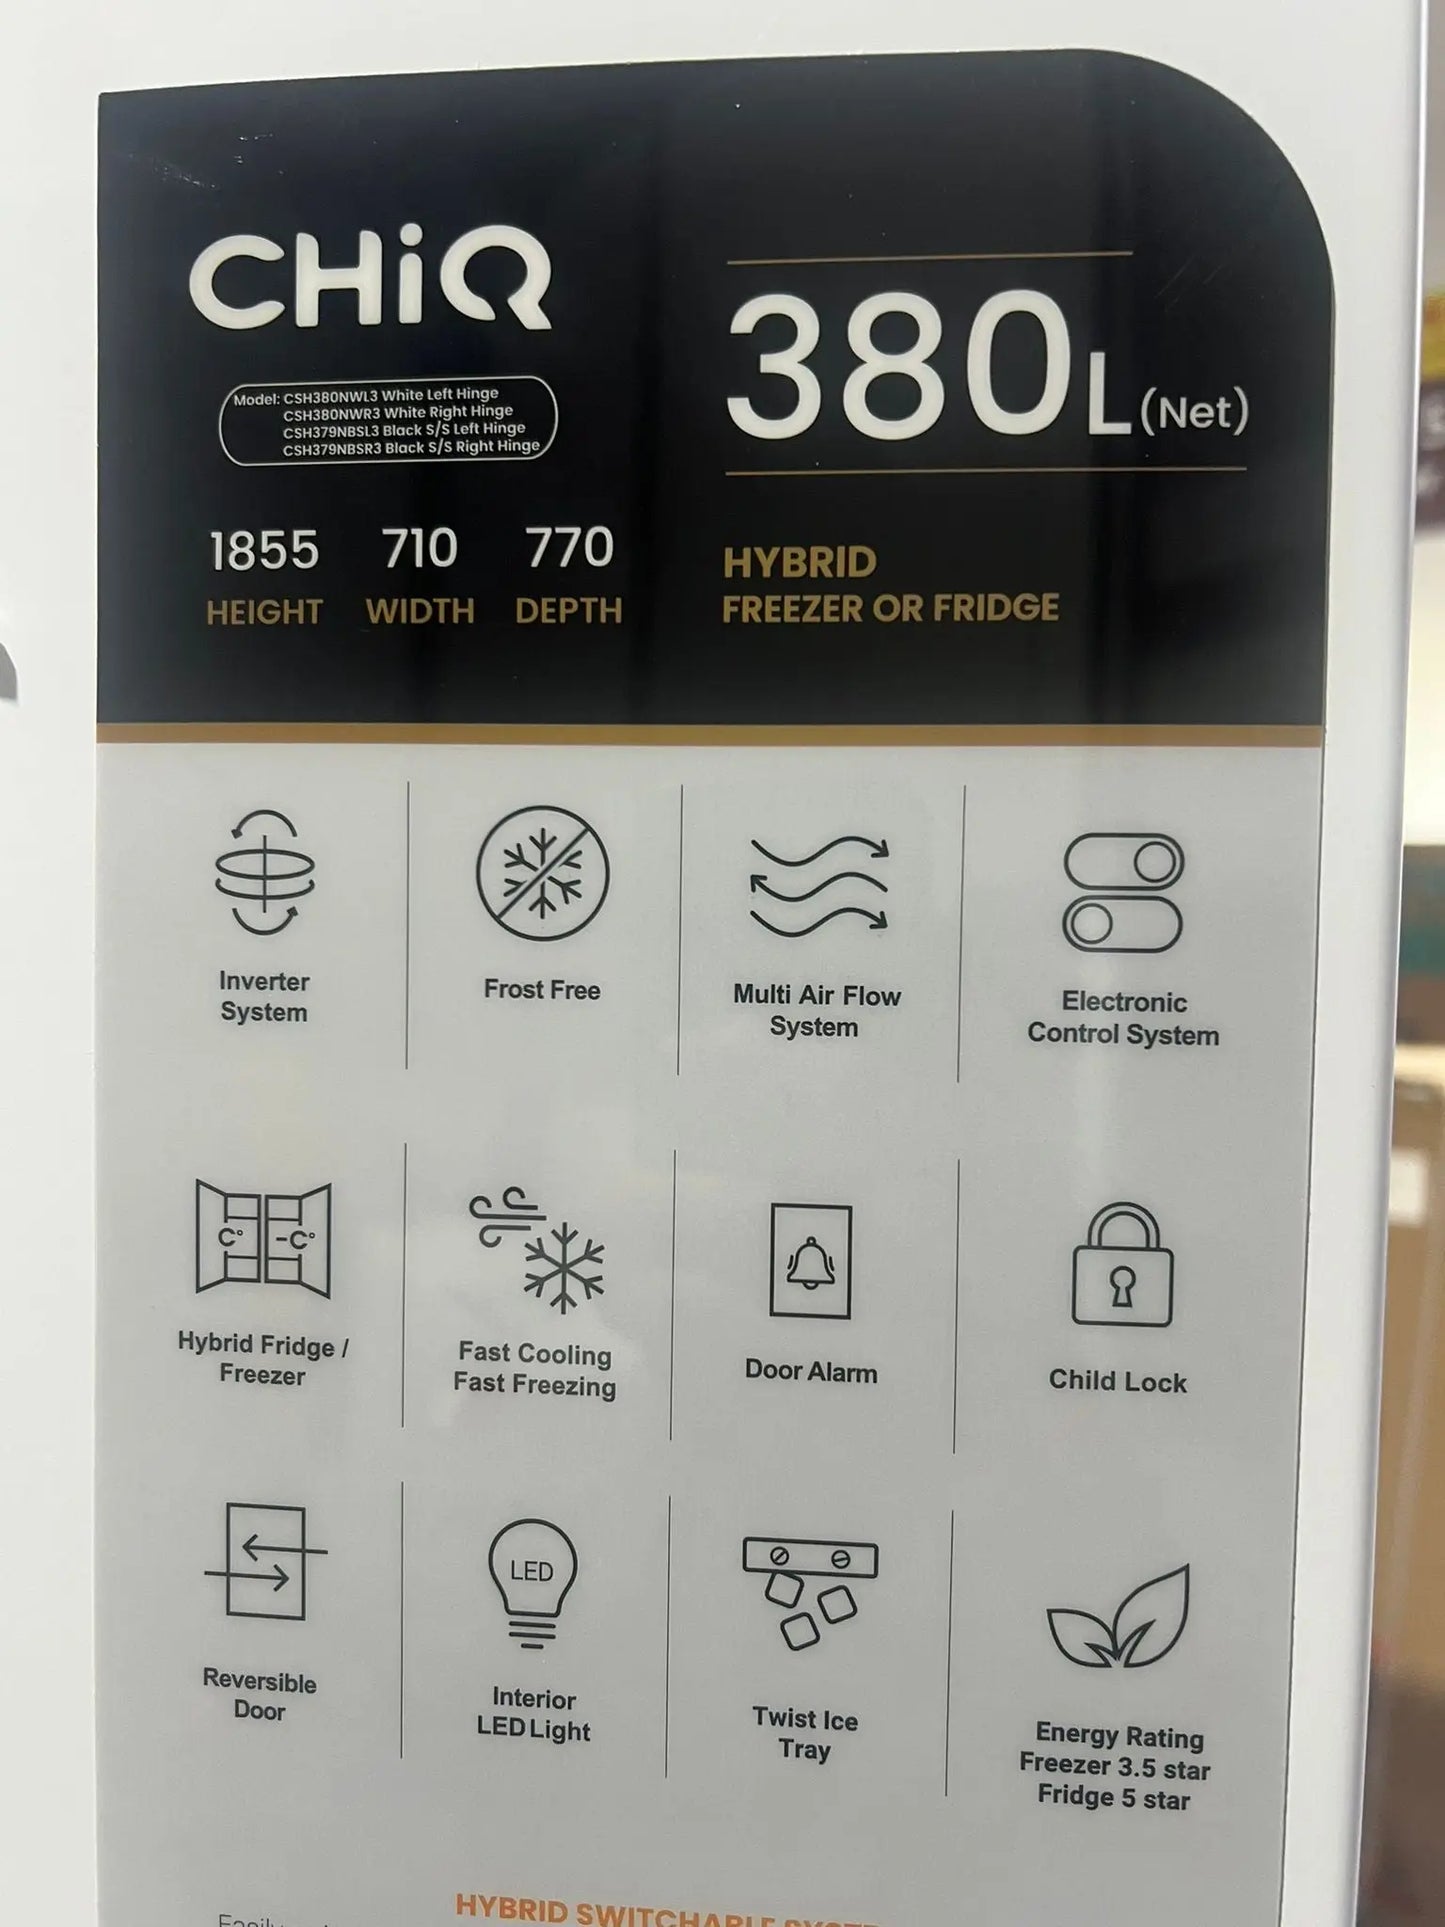 CHiQ
Model: CSH380NWL3 White Left Hinge
CSH380NWR3 White Right Hinge
CSH379NBSL3 Black S/S Left Hinge
CSH379NBSR3 Black S/S Right Hinge
380L (Net)
1855 710 770
HEIGHT WIDTH DEPTH
HYBRID
FREEZER OR FRIDGE
Inverter
System
Frost Free
Multi Air Flow
System
Electronic
Control System
C° -C°
Hybrid Fridge /
Freezer
Fast Cooling
Fast Freezing
Door Alarm
Child Lock
Reversible
Door
LED
Interior
LED Light
Twist Ice
Tray
Energy Rating
Freezer 3.5 star
Fridge 5 star
HYBRID SWITCHABLE